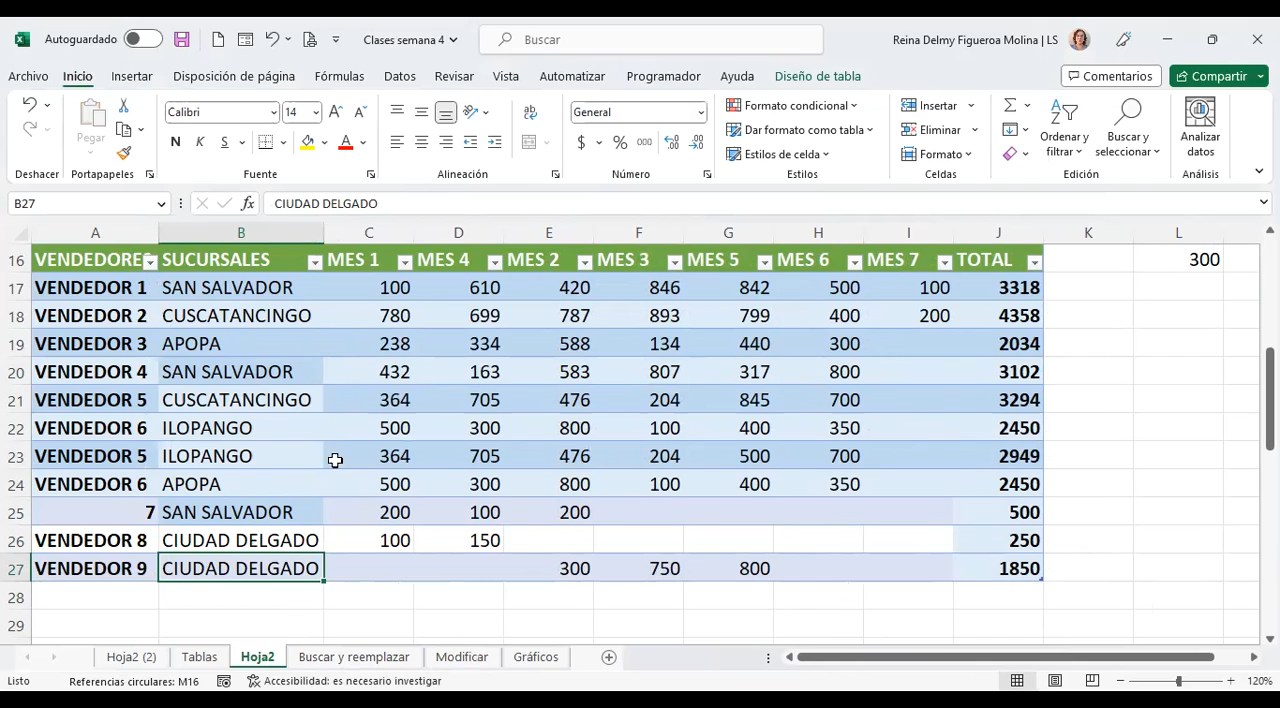 Autoguardado
Clases semana 4
Buscar
Reina Delmy Figueroa Molina | LS
Archivo Inicio Insertar Disposición de página Fórmulas Datos Revisar Vista Automatizar Programador Ayuda Diseño de tabla Comentarios Compartir
Pegar
Deshacer
Portapapeles
Calibri 14
N K S
Fuente
Alineación
General
$ % 000
Número
Formato condicional
Dar formato como tabla
Estilos de celda
Estilos
Insertar
Eliminar
Formato
Celdas
Ordenar y filtrar
Buscar y seleccionar
Edición
Analizar datos
Análisis
B27 fx CIUDAD DELGADO
A B C D E F G H I J K L
16 VENDEDORES SUCURSALES MES 1 MES 4 MES 2 MES 3 MES 5 MES 6 MES 7 TOTAL 300
17 VENDEDOR 1 SAN SALVADOR 100 610 420 846 842 500 100 3318
18 VENDEDOR 2 CUSCATANCINGO 780 699 787 893 799 400 200 4358
19 VENDEDOR 3 APOPA 238 334 588 134 440 300 2034
20 VENDEDOR 4 SAN SALVADOR 432 163 583 807 317 800 3102
21 VENDEDOR 5 CUSCATANCINGO 364 705 476 204 845 700 3294
22 VENDEDOR 6 ILOPANGO 500 300 800 100 400 350 2450
23 VENDEDOR 5 ILOPANGO 364 705 476 204 500 700 2949
24 VENDEDOR 6 APOPA 500 300 800 100 400 350 2450
25 7 SAN SALVADOR 200 100 200 500
26 VENDEDOR 8 CIUDAD DELGADO 100 150 250
27 VENDEDOR 9 CIUDAD DELGADO 300 750 800 1850
28
29
Hoja2 (2) Tablas Hoja2 Buscar y reemplazar Modificar Gráficos
Listo Referencias circulares: M16 Accesibilidad: es necesario investigar 120%